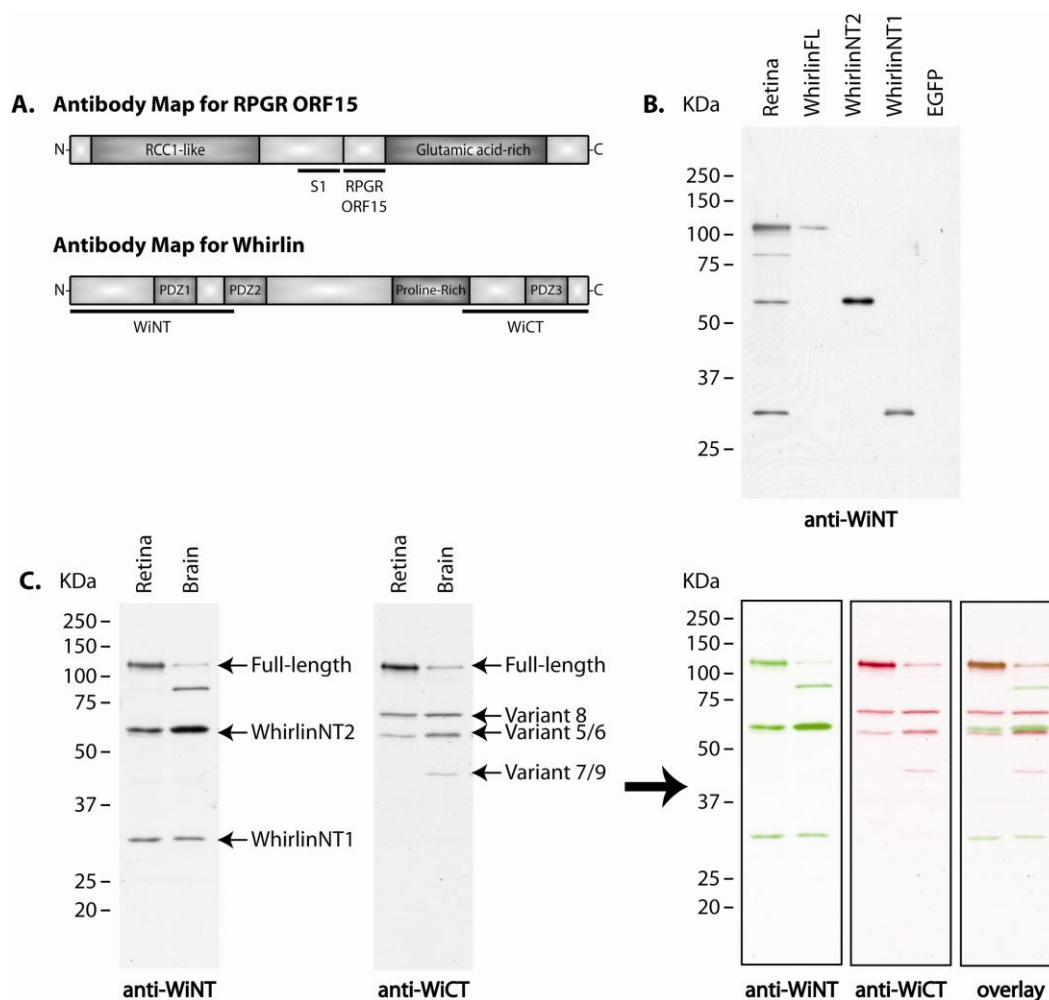 A. Antibody Map for RPGR ORF15
N-
RCC1-like
Glutamic acid-rich
-C
S1
RPGR
ORF15
Antibody Map for Whirlin
N-
PDZ1
PDZ2
Proline-Rich
PDZ3
-C
WiNT
WiCT
B. KDa
Retina
WhirlinFL
WhirlinNT2
WhirlinNT1
EGFP
250
150
100
75
50
37
25
anti-WiNT
C. KDa
Retina
Brain
250
150
100
75
50
37
25
20
Full-length
WhirlinNT2
WhirlinNT1
anti-WiNT
Retina
Brain
Full-length
Variant 8
Variant 5/6
Variant 7/9
anti-WiCT
KDa
250
150
100
75
50
37
25
20
anti-WiNT
anti-WiCT
overlay